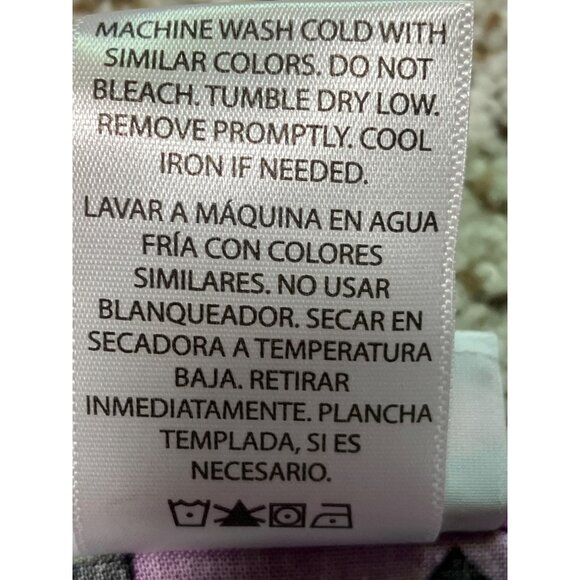 MACHINE WASH COLD WITH
SIMILAR COLORS. DO NOT
BLEACH. TUMBLE DRY LOW.
REMOVE PROMPTLY. COOL
IRON IF NEEDED.
LAVAR A MÁQUINA EN AGUA
FRÍA CON COLORES
SIMILARES. NO USAR
BLANQUEADOR. SECAR EN
SECADORA A TEMPERATURA
BAJA. RETIRAR
INMEDIATAMENTE. PLANCHA
TEMPLADA, SI ES
NECESARIO.